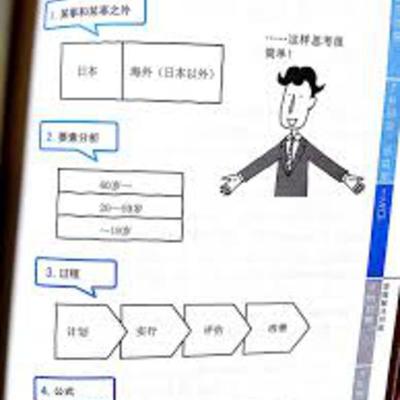 1. 某事和某事之外
……这样思考很
简单！
日本
海外（日本以外）
2. 要素分解
60岁～
20～59岁
～19岁
3. 过程
计划
实行
评估
改善
4. 公式